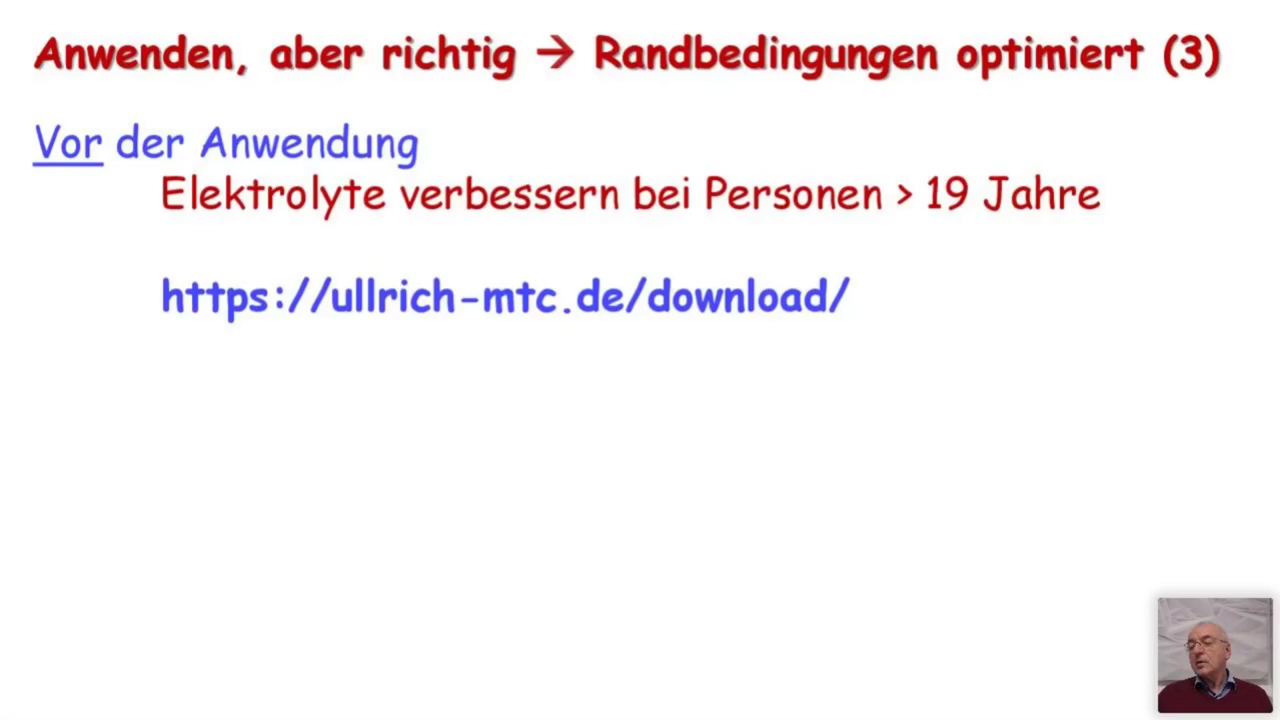 Anwenden, aber richtig → Randbedingungen optimiert (3)
Vor der Anwendung
Elektrolyte verbessern bei Personen > 19 Jahre
https://ullrich-mtc.de/download/